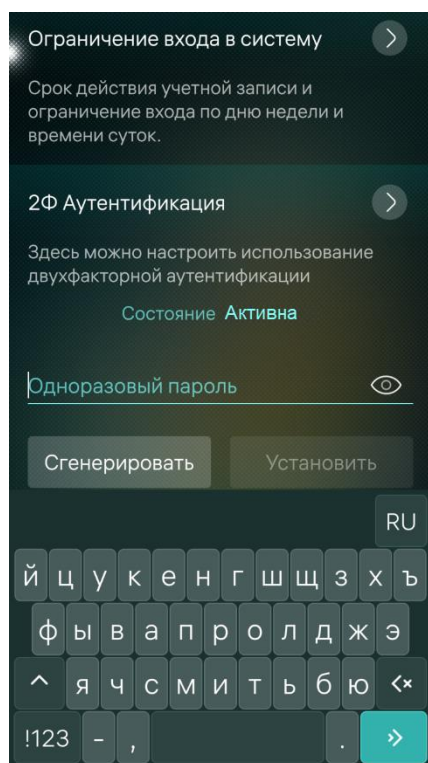 Ограничение входа в систему
Срок действия учетной записи и
ограничение входа по дню недели и
времени суток.
2Ф Аутентификация
Здесь можно настроить использование
двухфакторной аутентификации
Состояние Активна
Одноразовый пароль
Сгенерировать Установить
RU
й ц у к е н г ш щ з х ъ
ф ы в а п р о л д ж э
я ч с м и т ь б ю
!123 - , .